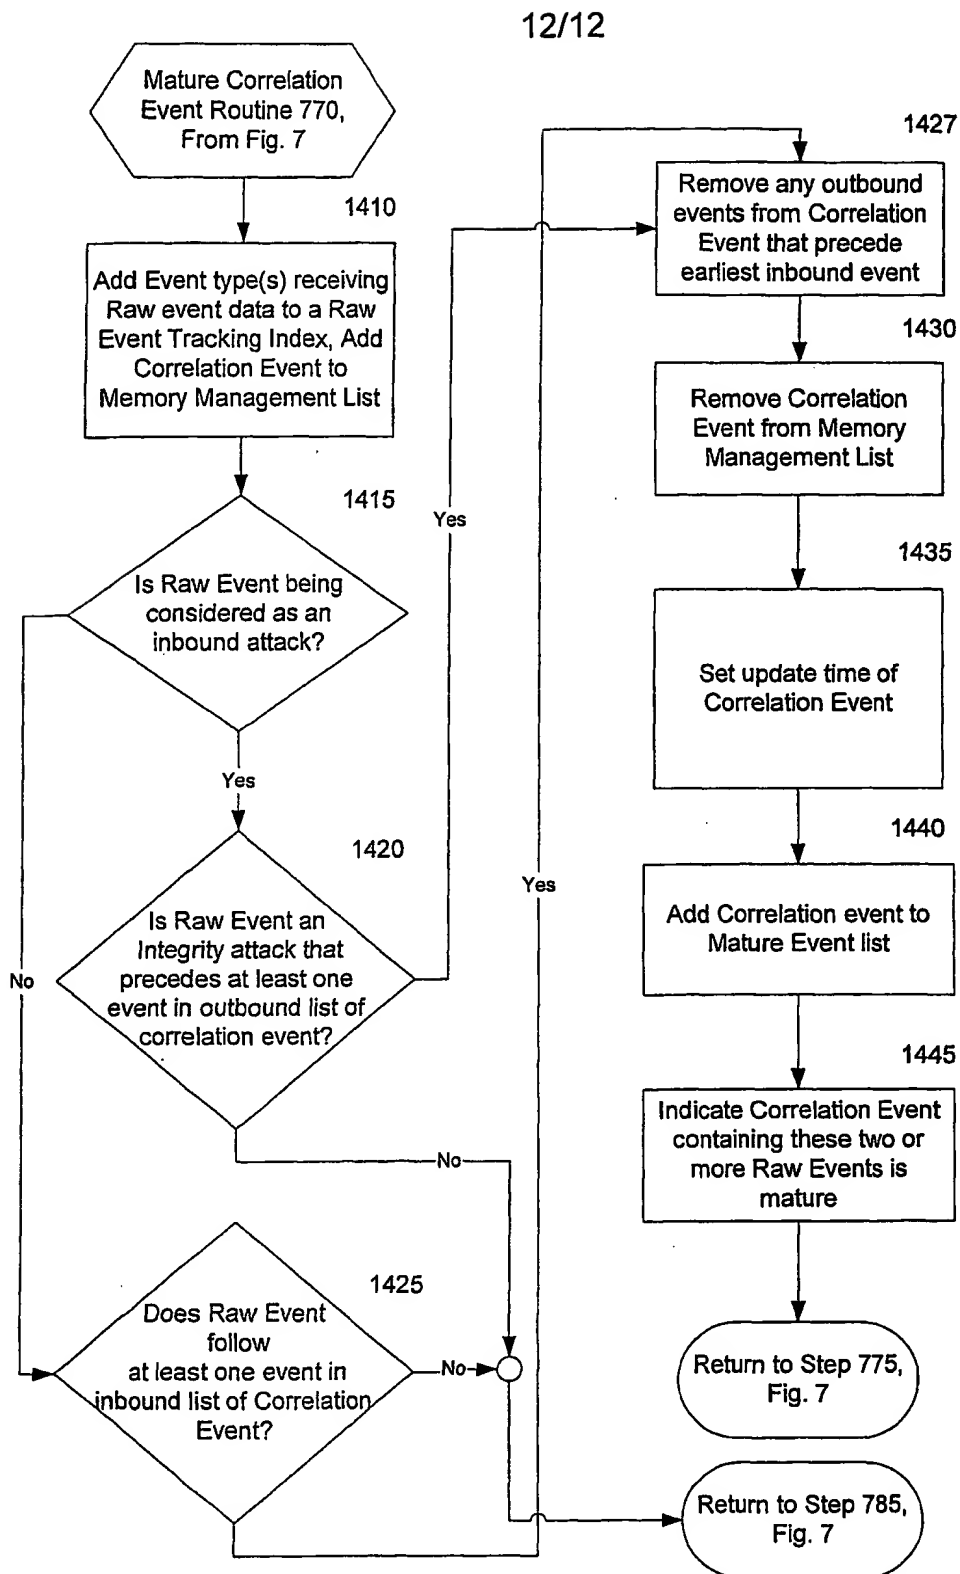 12/12
Mature Correlation
Event Routine 770,
From Fig. 7
1410
Add Event type(s) receiving
Raw event data to a Raw
Event Tracking Index, Add
Correlation Event to
Memory Management List
1415
Is Raw Event being
considered as an
inbound attack?
Yes
1420
Is Raw Event an
Integrity attack that
precedes at least one
event in outbound list of
correlation event?
Yes
No
No
1425
Does Raw Event
follow
at least one event in
inbound list of Correlation
Event?
No
Yes
1427
Remove any outbound
events from Correlation
Event that precede
earliest inbound event
1430
Remove Correlation
Event from Memory
Management List
1435
Set update time of
Correlation Event
1440
Add Correlation event to
Mature Event list
1445
Indicate Correlation Event
containing these two or
more Raw Events is
mature
Return to Step 775,
Fig. 7
Return to Step 785,
Fig. 7